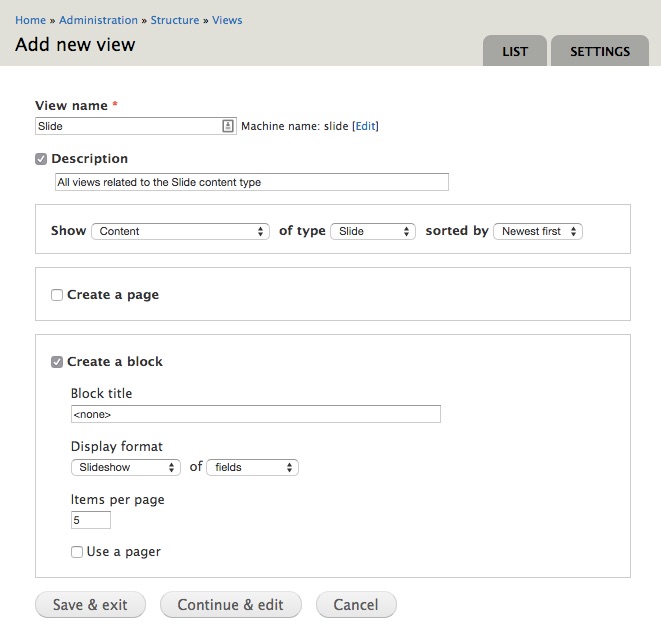 Home » Administration » Structure » Views
Add new view
LIST SETTINGS
View name *
Slide Machine name: slide [Edit]
Description
All views related to the Slide content type
Show Content of type Slide sorted by Newest first
Create a page
Create a block
Block title
<none>
Display format
Slideshow of fields
Items per page
5
Use a pager
Save & exit Continue & edit Cancel